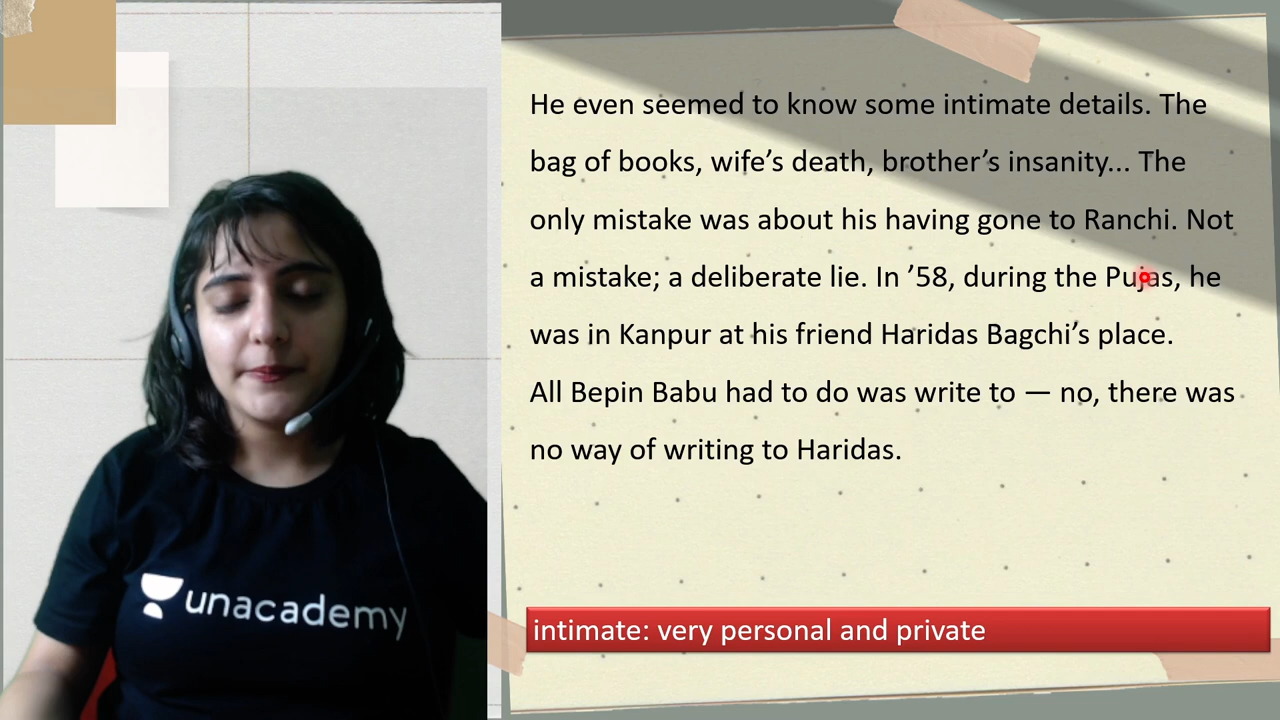 He even seemed to know some intimate details. The
bag of books, wife’s death, brother’s insanity... The
only mistake was about his having gone to Ranchi. Not
a mistake; a deliberate lie. In ’58, during the Pujas, he
was in Kanpur at his friend Haridas Bagchi’s place.
All Bepin Babu had to do was write to — no, there was
no way of writing to Haridas.
intimate: very personal and private
unacademy